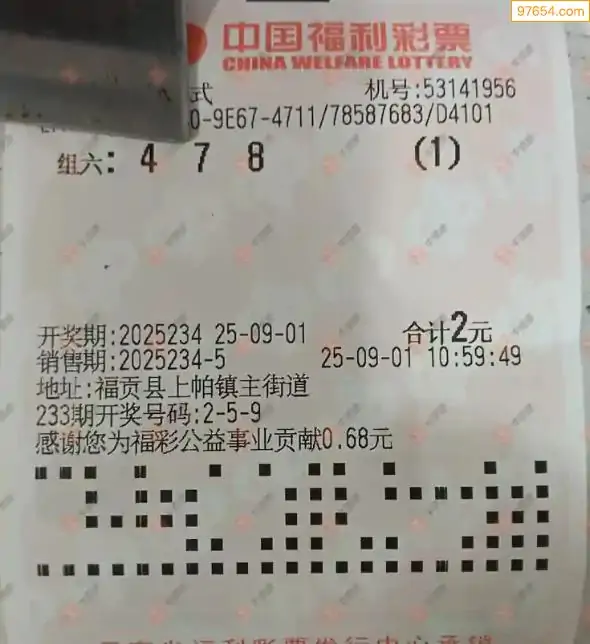 97654.com
中国福利彩票
CHINA WELFARE LOTTERY
式 机号:53141956
0-9E67-4711/78587683/D4101
组六: 4 7 8 (1)
开奖期:2025234 25-09-01 合计2元
销售期:2025234-5 25-09-01 10:59:49
地址:福贡县上帕镇主街道
233期开奖号码:2-5-9
感谢您为福彩公益事业贡献0.68元